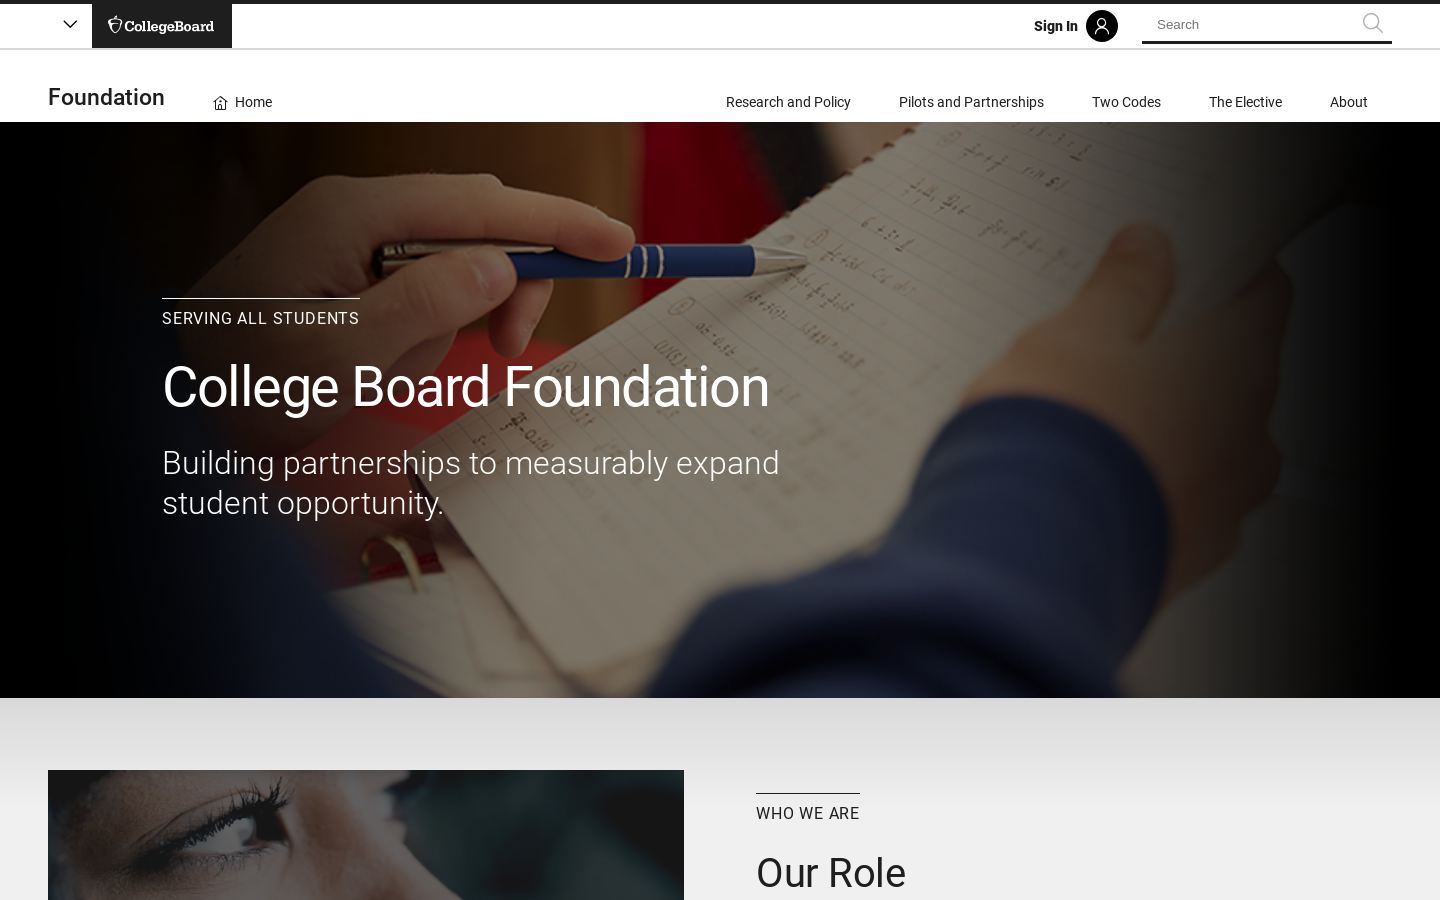 CollegeBoard
Sign In
Search
Foundation
Home
Research and Policy
Pilots and Partnerships
Two Codes
The Elective
About
SERVING ALL STUDENTS
College Board Foundation
Building partnerships to measurably expand
student opportunity.
WHO WE ARE
Our Role